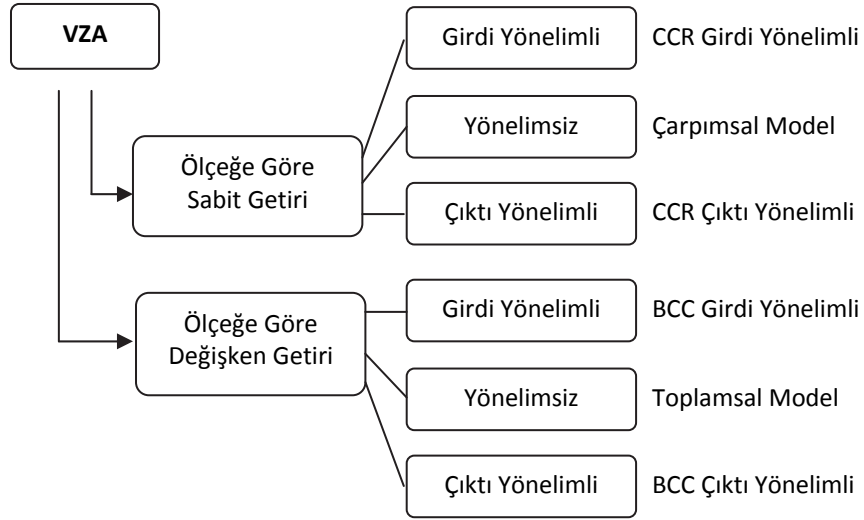 VZA
Girdi Yönelimli CCR Girdi Yönelimli
Yönelimsiz Çarpımsal Model
Ölçeğe Göre
Sabit Getiri
Çıktı Yönelimli CCR Çıktı Yönelimli
Girdi Yönelimli BCC Girdi Yönelimli
Ölçeğe Göre
Değişken Getiri
Yönelimsiz Toplamsal Model
Çıktı Yönelimli BCC Çıktı Yönelimli